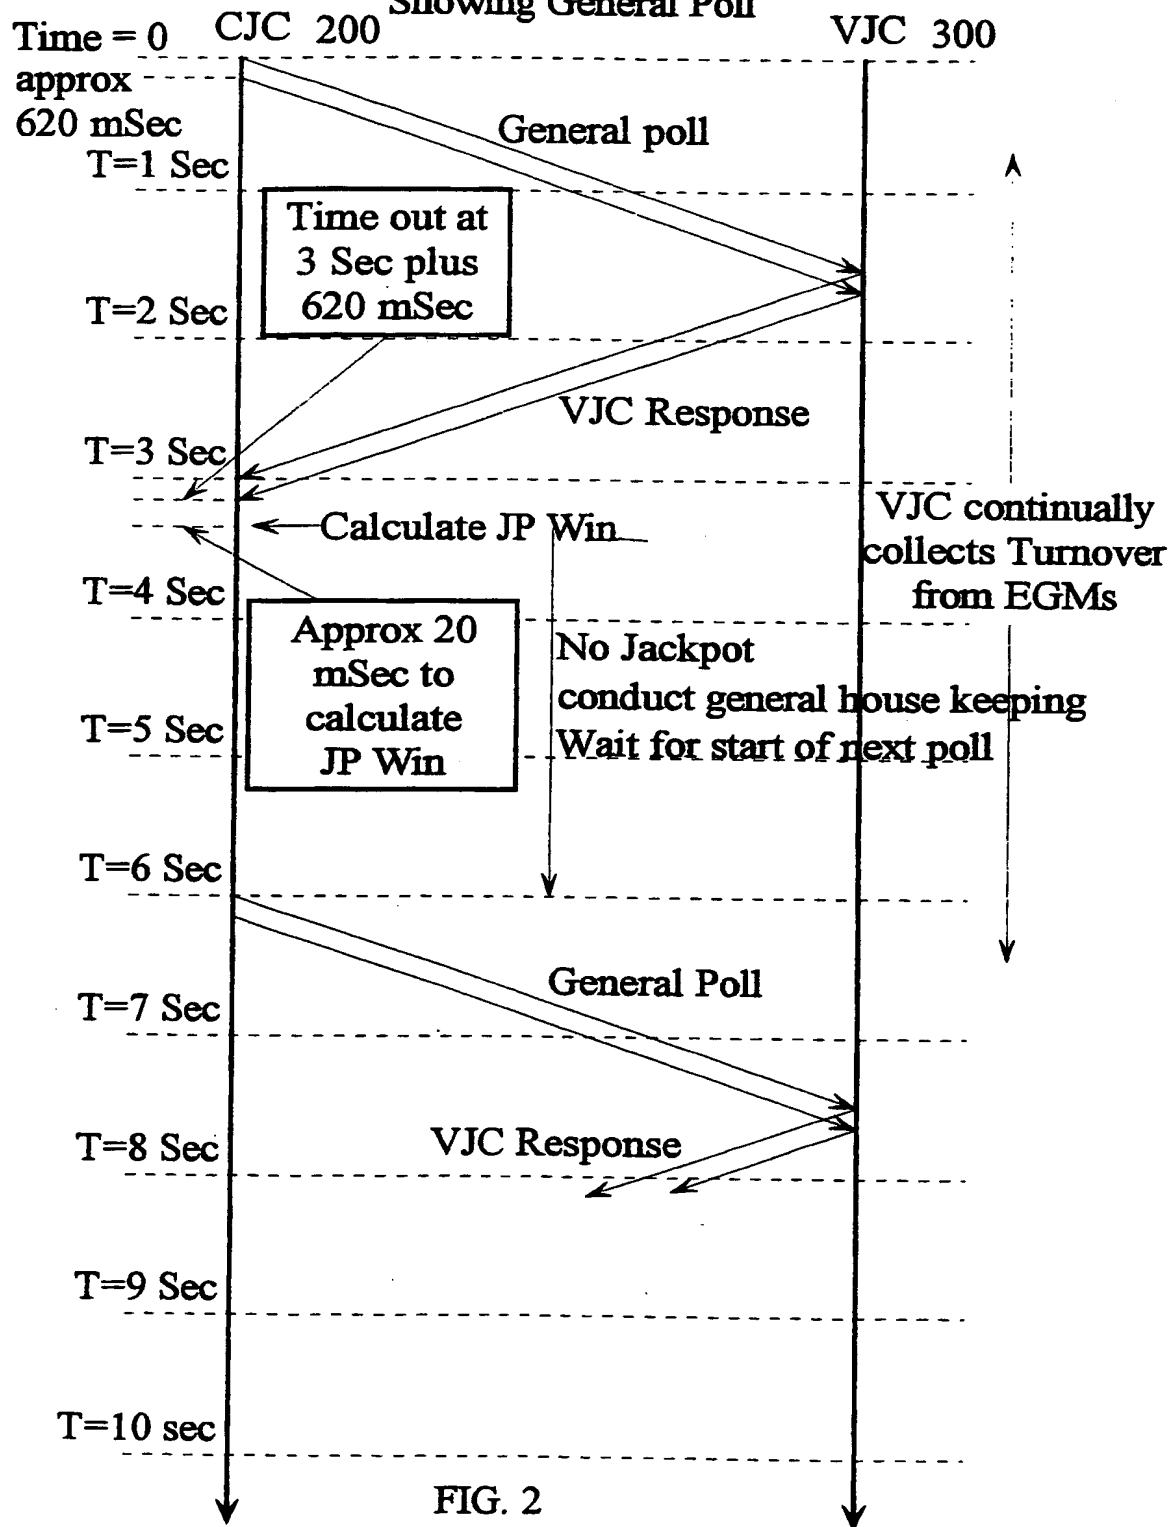 Showing General Poll
Time = 0
CJC 200
VJC 300
approx
620 mSec
General poll
T=1 Sec
Time out at
3 Sec plus
620 mSec
T=2 Sec
VJC Response
T=3 Sec
VJC continually
collects Turnover
from EGMs
Calculate JP Win
T=4 Sec
Approx 20
mSec to
calculate
JP Win
No Jackpot
conduct general house keeping
Wait for start of next poll
T=5 Sec
T=6 Sec
General Poll
T=7 Sec
VJC Response
T=8 Sec
T=9 Sec
T=10 sec
FIG. 2